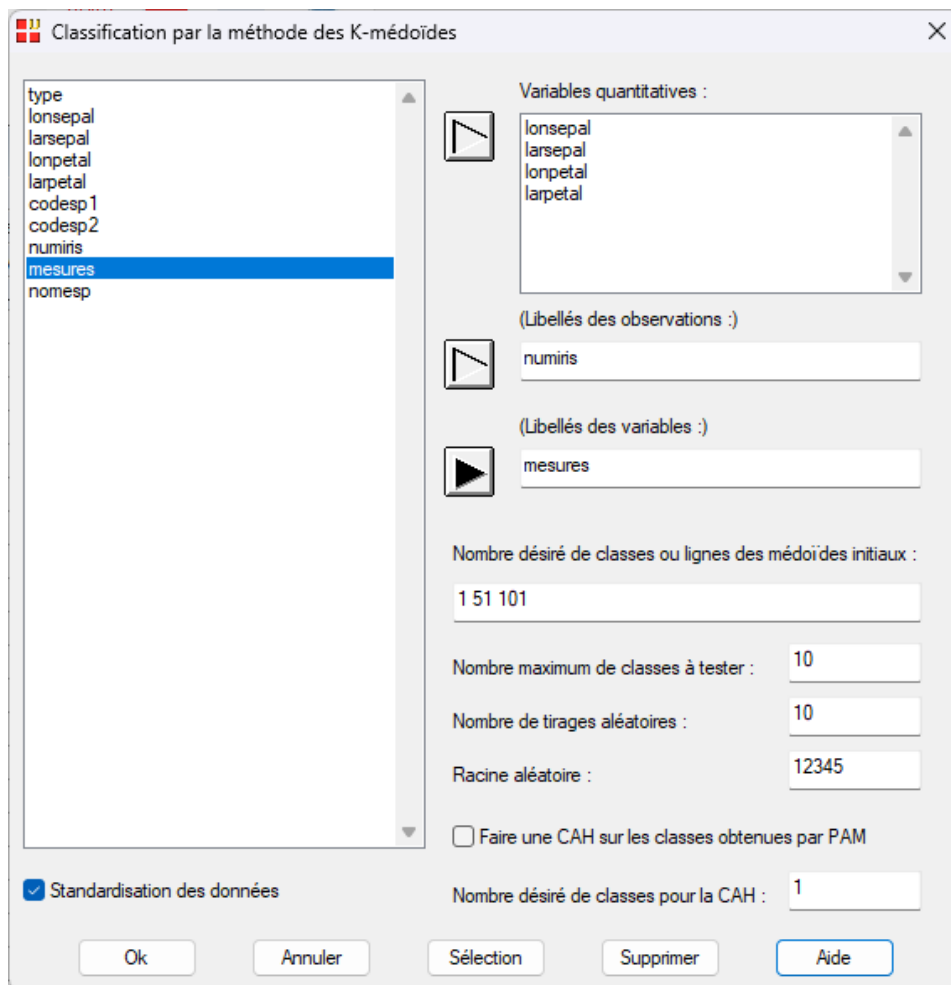 Classification par la méthode des K-médoïdes
type
lonsepal
larsepal
lonpetal
larpetal
codesp1
codesp2
numiris
mesures
nomesp
Variables quantitatives :
lonsepal
larsepal
lonpetal
larpetal
(Libellés des observations :)
numiris
(Libellés des variables :)
mesures
Nombre désiré de classes ou lignes des médoïdes initiaux :
1 51 101
Nombre maximum de classes à tester :
10
Nombre de tirages aléatoires :
10
Racine aléatoire :
12345
Faire une CAH sur les classes obtenues par PAM
Standardisation des données
Nombre désiré de classes pour la CAH :
1
Ok
Annuler
Sélection
Supprimer
Aide